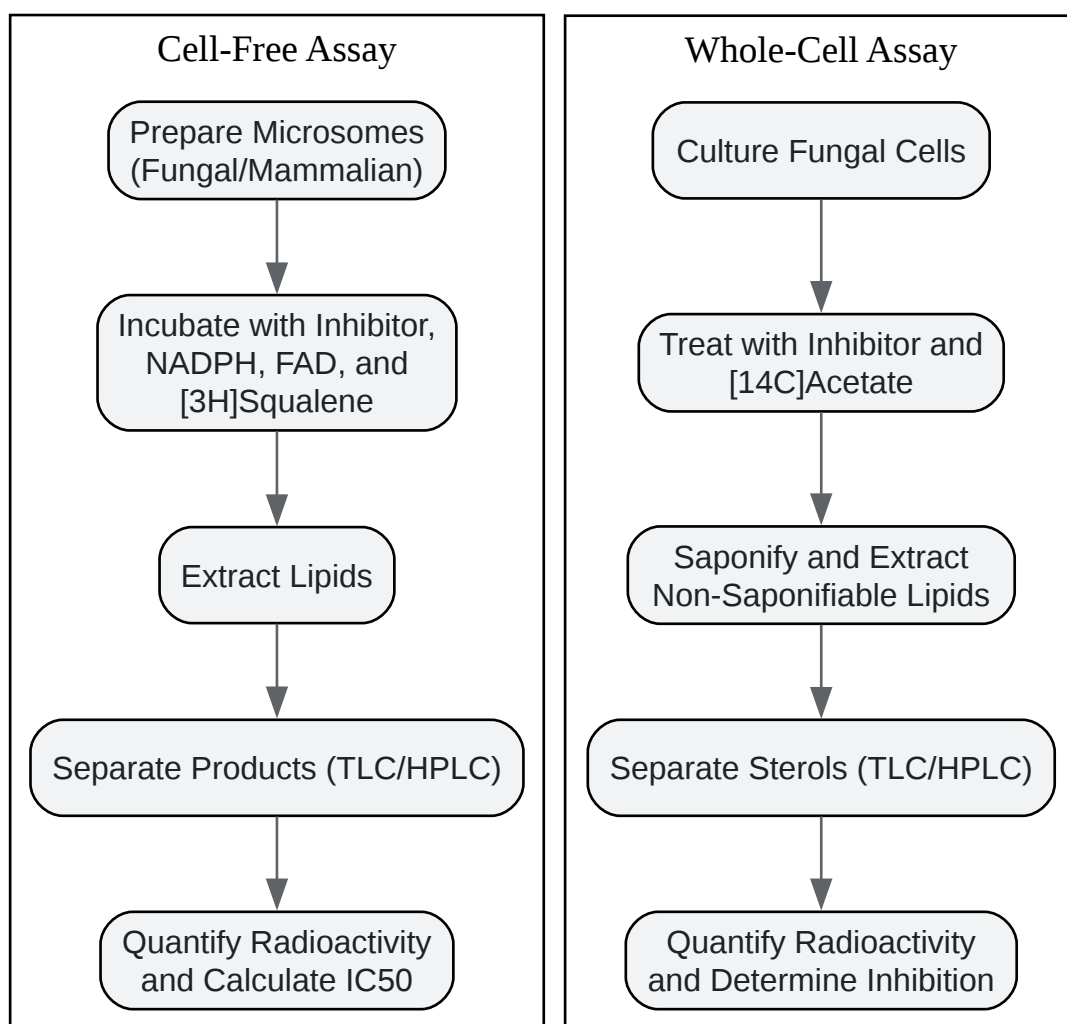 Cell-Free Assay
Prepare Microsomes
(Fungal/Mammalian)
Incubate with Inhibitor,
NADPH, FAD, and
[3H]Squalene
Extract Lipids
Separate Products (TLC/HPLC)
Quantify Radioactivity
and Calculate IC50
Whole-Cell Assay
Culture Fungal Cells
Treat with Inhibitor and
[14C]Acetate
Saponify and Extract
Non-Saponifiable Lipids
Separate Sterols (TLC/HPLC)
Quantify Radioactivity
and Determine Inhibition